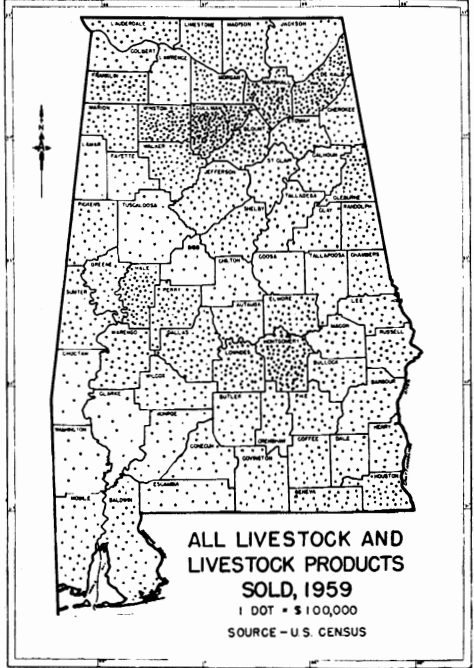 LAUDERDALE
LIMESTONE
MADISON
JACKSON
COLBERT
LAWRENCE
FRANKLIN
MORGAN
MARSHALL
DE KALB
MARION
WINSTON
CULLMAN
BLOUNT
ETOWAH
CHEROKEE
N
LAMAR
FAYETTE
WALKER
JEFFERSON
ST CLAIR
CALHOUN
CLEBURNE
PICKENS
TUSCALOOSA
SHELBY
TALLADEGA
CLAY
RANDOLPH
BIBB
CHILTON
COOSA
TALLAPOOSA
CHAMBERS
GREENE
HALE
PERRY
SUMTER
AUTAUGA
ELMORE
LEE
MARENGO
DALLAS
MACON
RUSSELL
LOWNDES
MONTGOMERY
BULLOCK
CHOCTAW
WILCOX
BARBOUR
CLARKE
BUTLER
PIKE
MONROE
WASHINGTON
CONECUH
CRENSHAW
COFFEE
DALE
HENRY
COVINGTON
ESCAMBIA
GENEVA
HOUSTON
MOBILE
BALDWIN
ALL LIVESTOCK AND
LIVESTOCK PRODUCTS
SOLD, 1959
1 DOT = $100,000
SOURCE - U.S. CENSUS